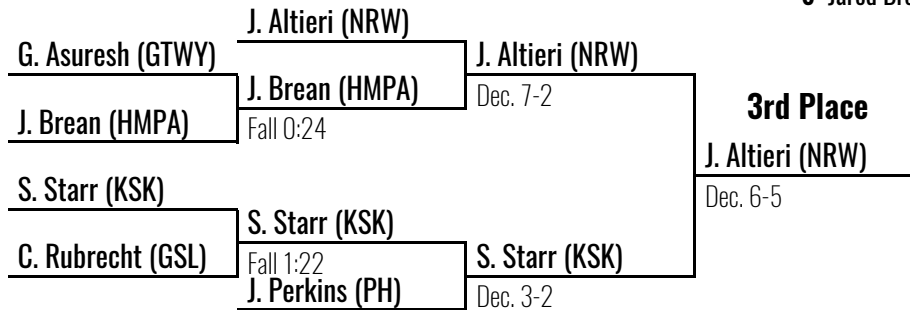 J. Altieri (NRW)
G. Asuresh (GTWY)
J. Altieri (NRW)
J. Brean (HMPA)
Dec. 7-2
J. Brean (HMPA)
Fall 0:24
3rd Place
J. Altieri (NRW)
Dec. 6-5
S. Starr (KSK)
S. Starr (KSK)
C. Rubrecht (GSL)
Fall 1:22
S. Starr (KSK)
J. Perkins (PH)
Dec. 3-2